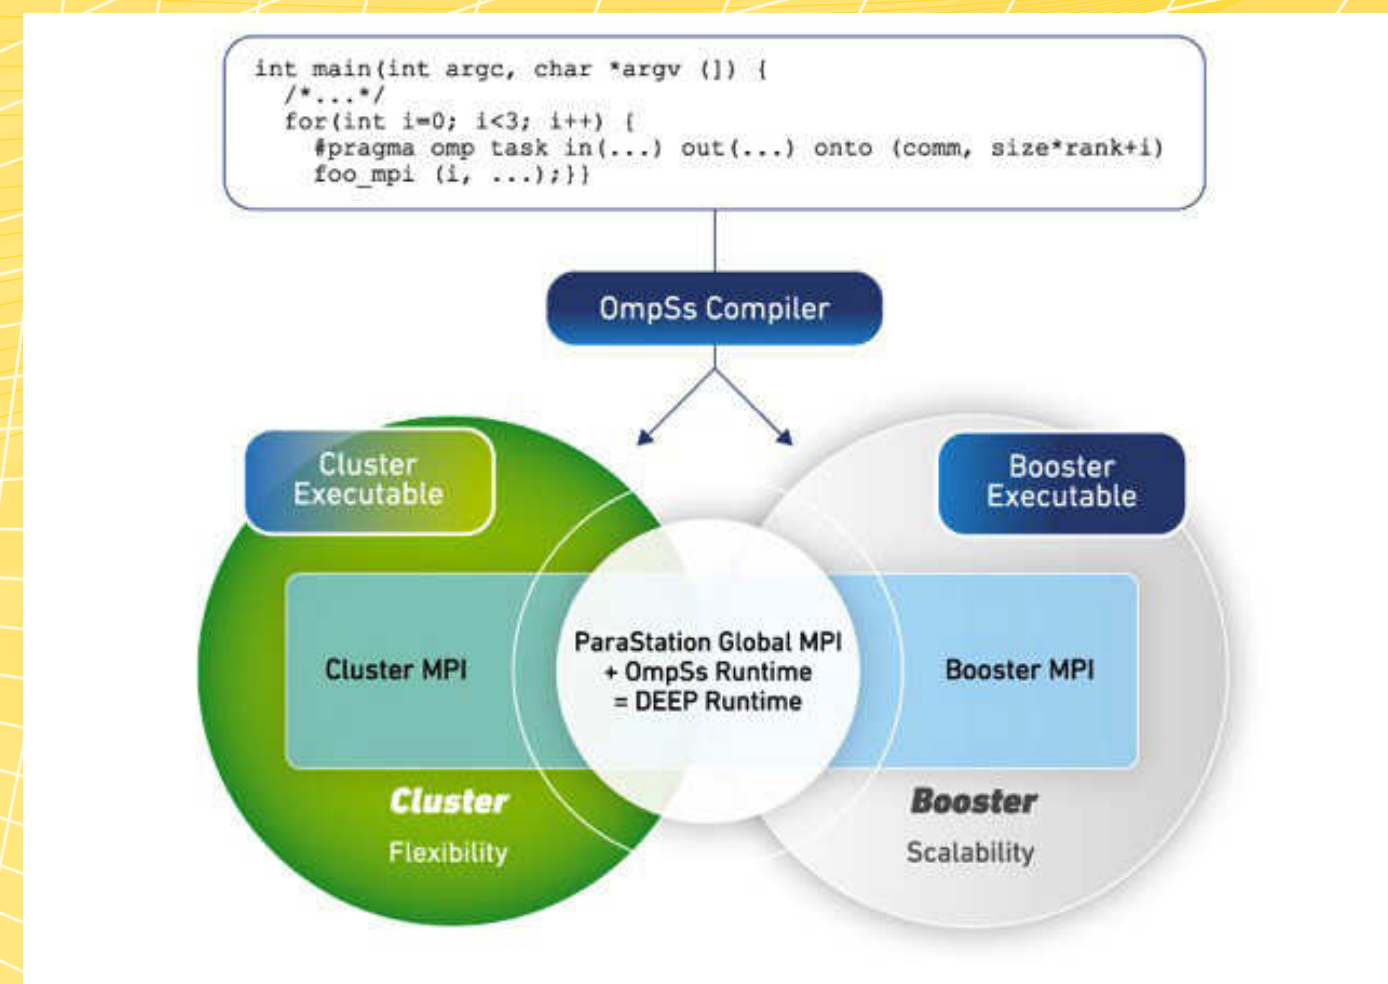 int main(int argc, char *argv (]) {
/*...*/
for(int i=0; i<3; i++) {
#pragma omp task in(...) out(...) onto (comm, size*rank+i)
foo_mpi (i, ...);}}
OmpSs Compiler
Cluster
Executable
Booster
Executable
Cluster MPI
ParaStation Global MPI
+ OmpSs Runtime
= DEEP Runtime
Booster MPI
Cluster
Flexibility
Booster
Scalability